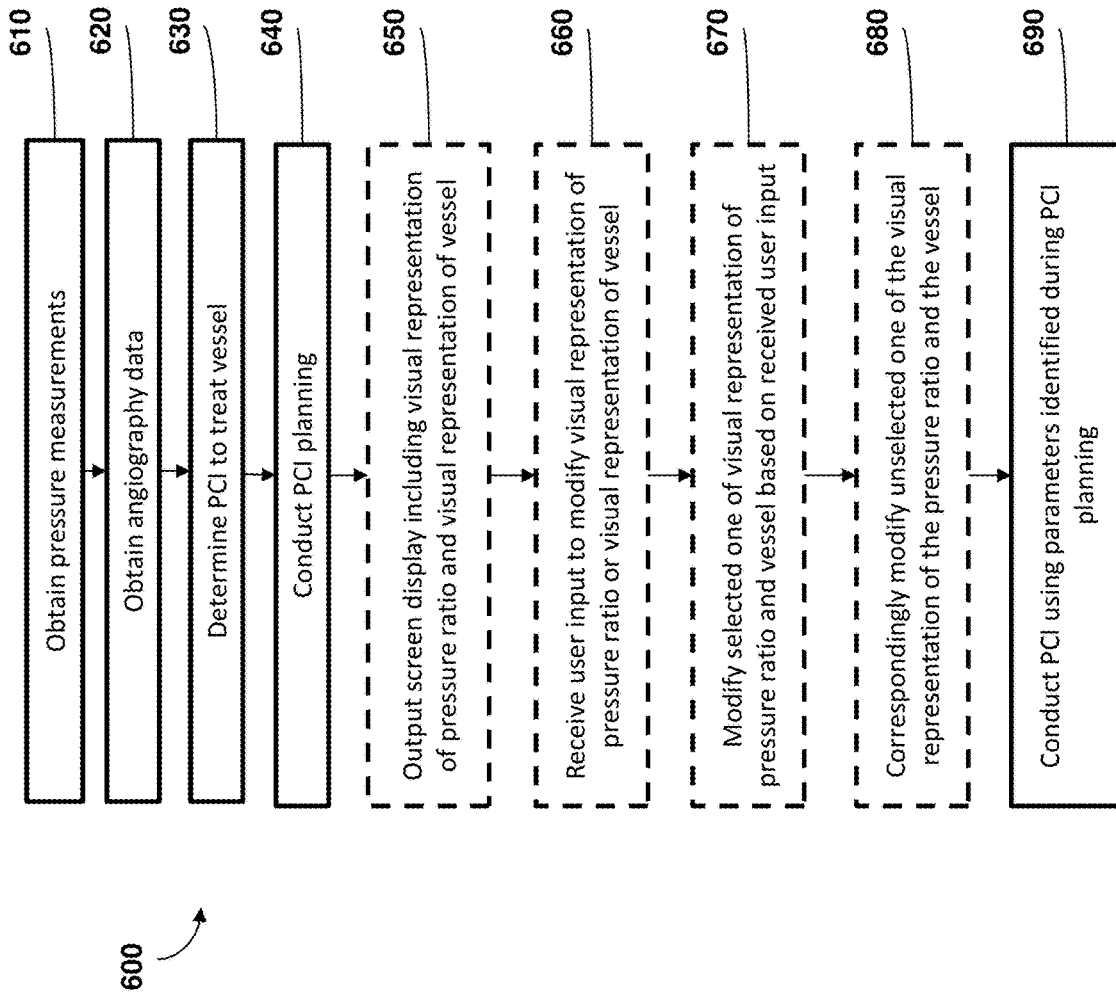 600
610
Obtain pressure measurements
620
Obtain angiography data
630
Determine PCI to treat vessel
640
Conduct PCI planning
650
Output screen display including visual representation
of pressure ratio and visual representation of vessel
660
Receive user input to modify visual representation of
pressure ratio or visual representation of vessel
670
Modify selected one of visual representation of
pressure ratio and vessel based on received user input
680
Correspondingly modify unselected one of the visual
representation of the pressure ratio and the vessel
690
Conduct PCI using parameters identified during PCI
planning